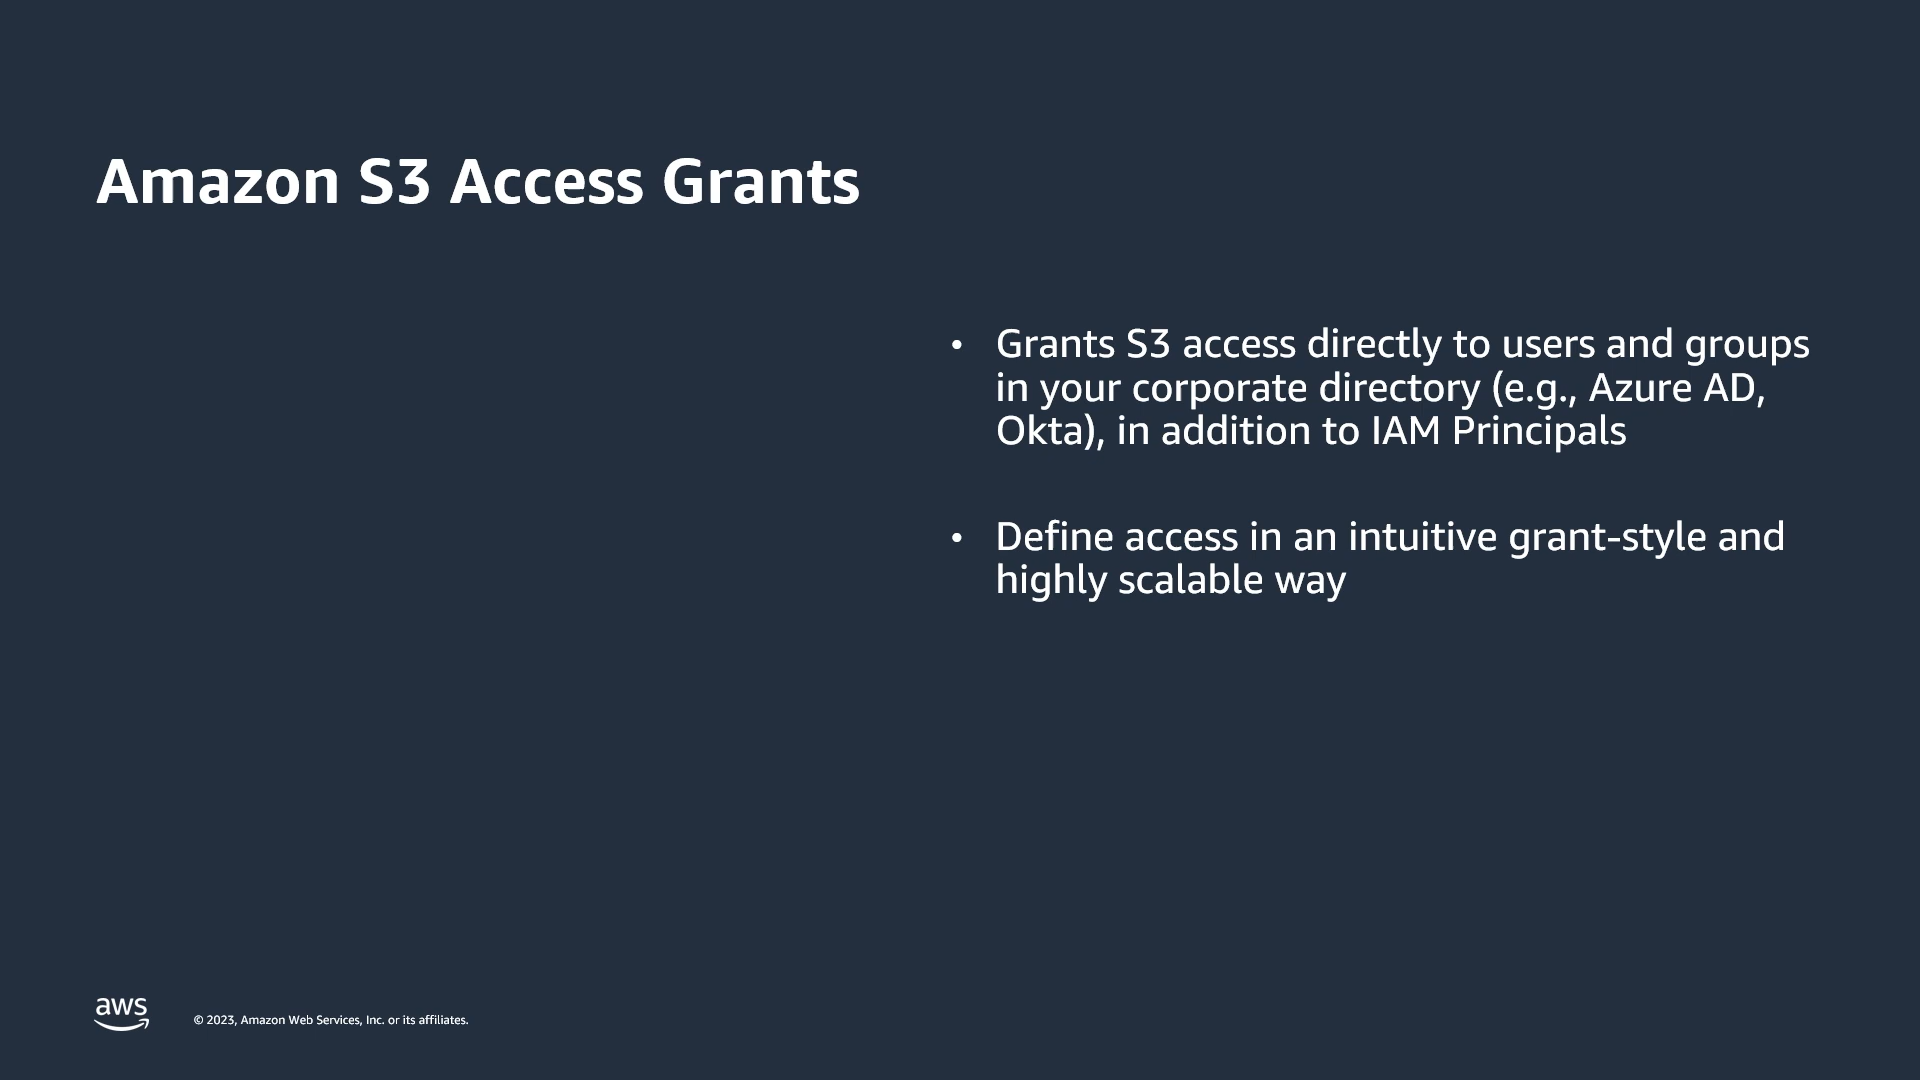 Amazon S3 Access Grants
• Grants S3 access directly to users and groups
in your corporate directory (e.g., Azure AD,
Okta), in addition to IAM Principals
• Define access in an intuitive grant-style and
highly scalable way
aws
© 2023, Amazon Web Services, Inc. or its affiliates.